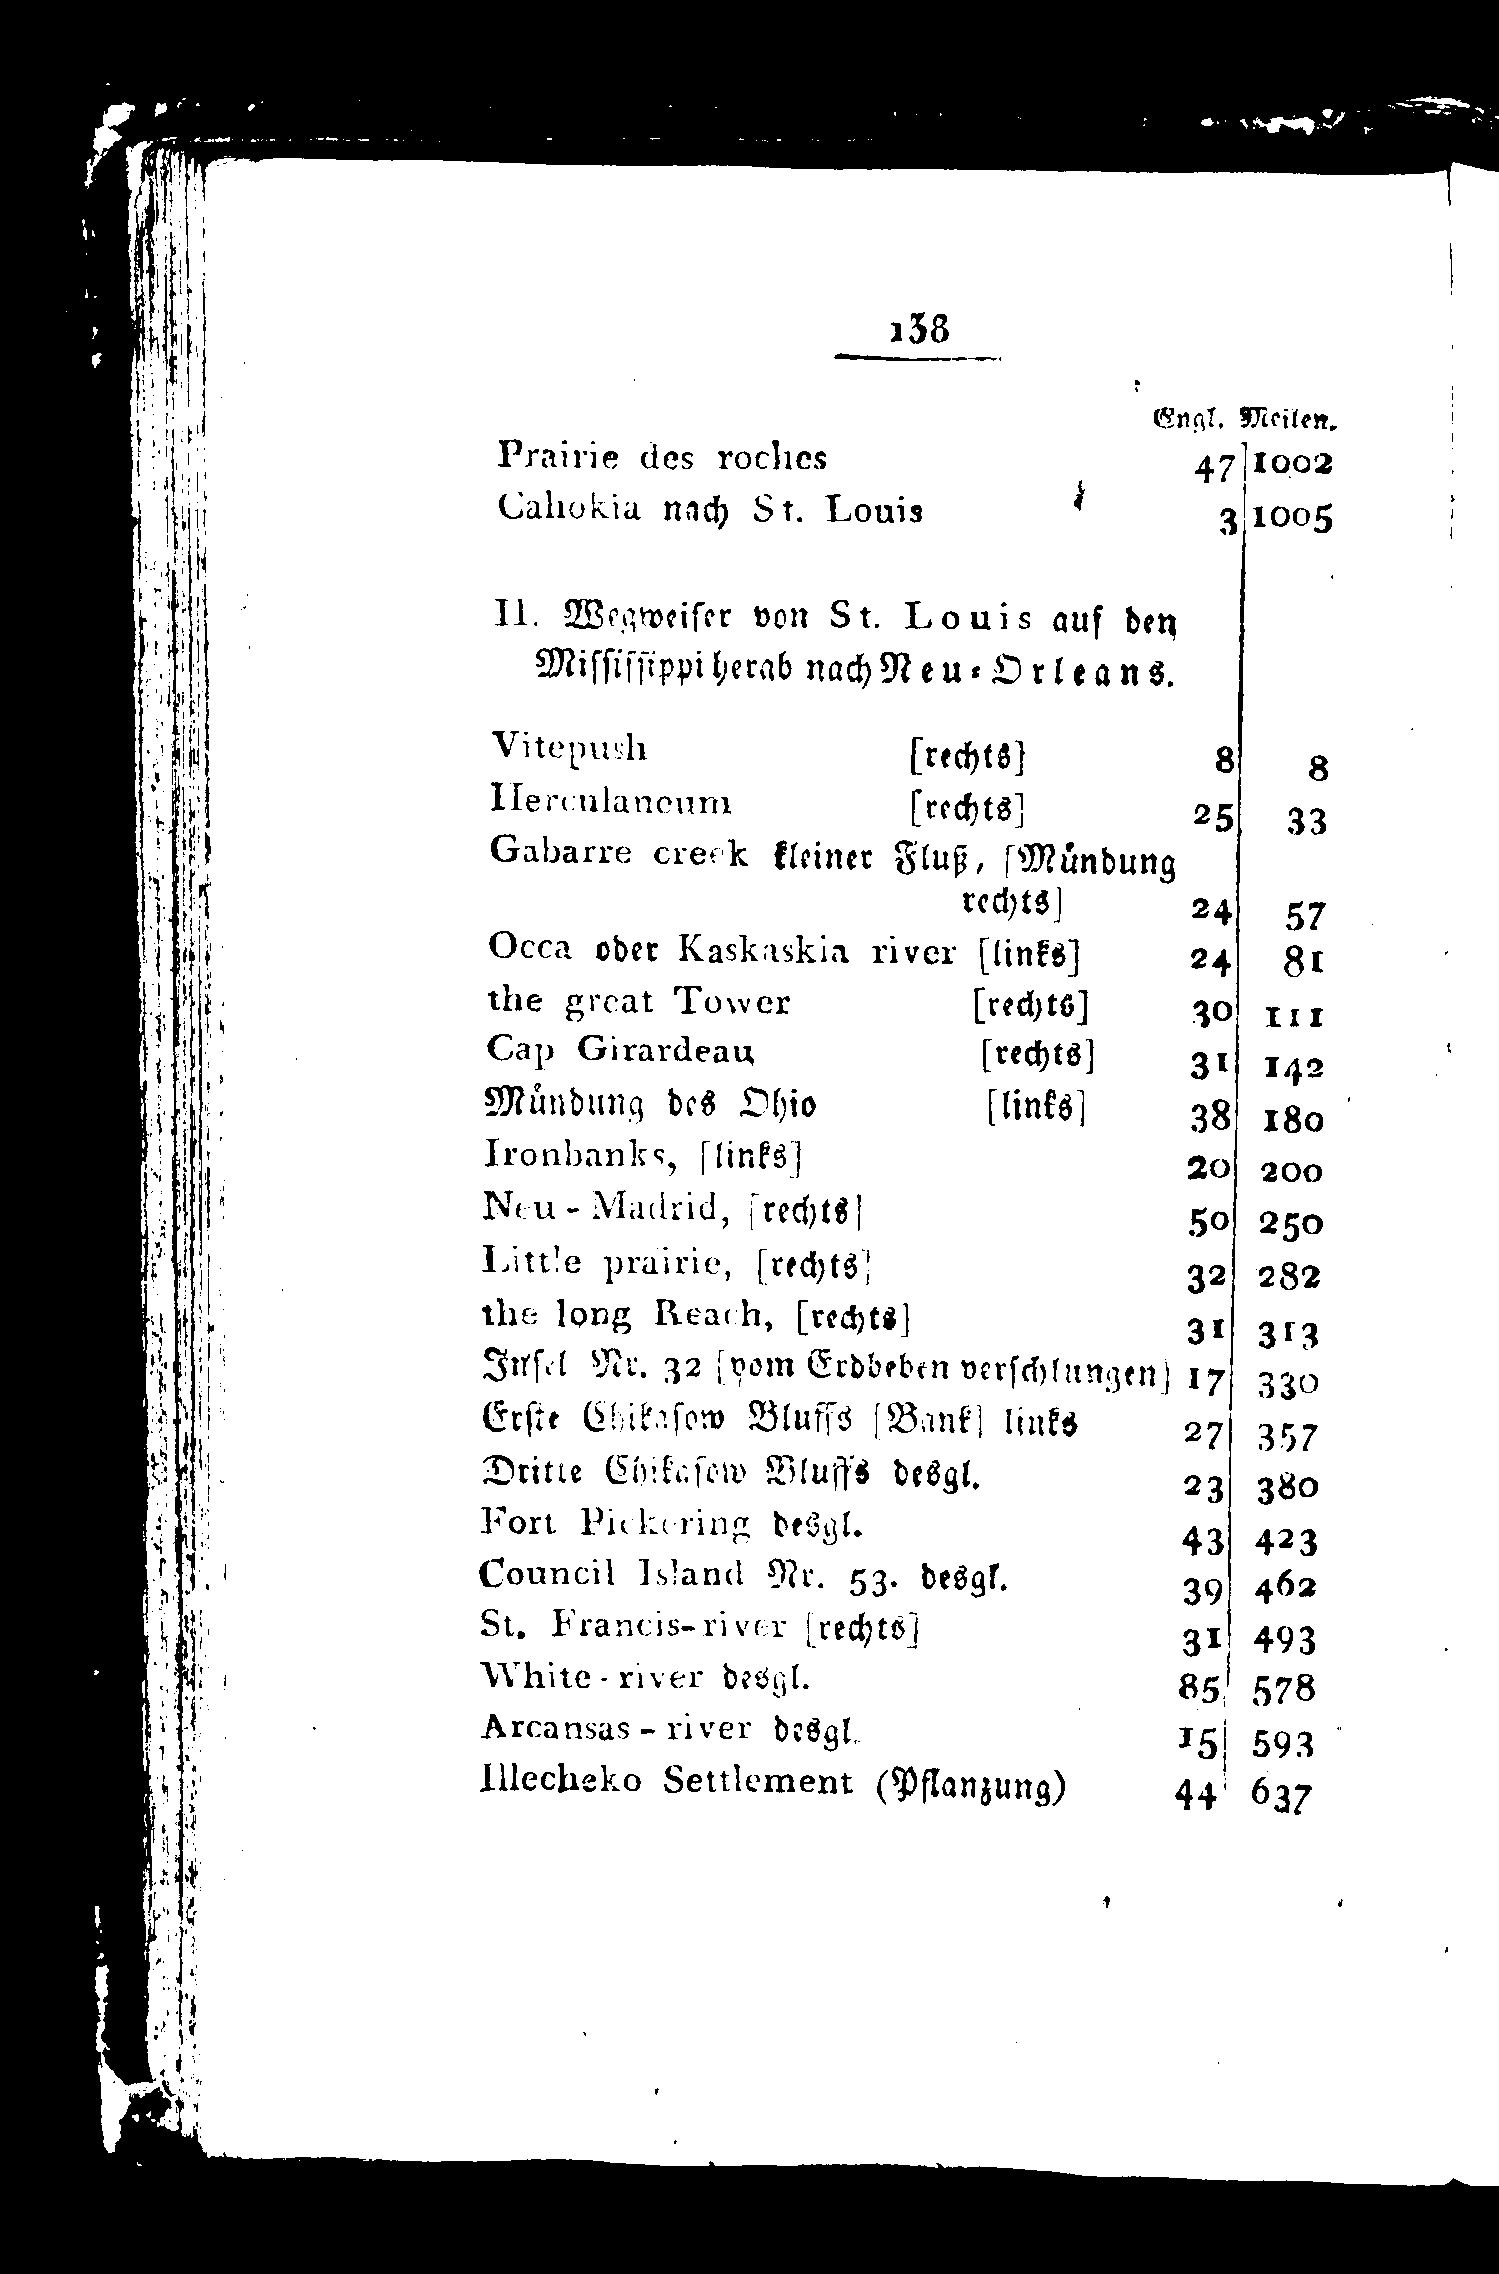 138
Engl. Meilen.
Prairie des roches 47 1002
Cahokia nach St. Louis 3 1005
II. Wegweiser von St. Louis auf den
Mississippi herab nach Neu-Orleans.
Vitepush [rechts] 8 8
Herculaneum [rechts] 25 33
Gabarre creek kleiner Fluß, [Mündung
rechts] 24 57
Occa oder Kaskaskia river [links] 24 81
the great Tower [rechts] 30 111
Cap Girardeau [rechts] 31 142
Mündung des Ohio [links] 38 180
Ironbanks, [links] 20 200
Neu-Madrid, [rechts] 50 250
Little prairie, [rechts] 32 282
the long Reach, [rechts] 31 313
Insel Nr. 32 [vom Erdbeben verschlungen] 17 330
Erste Chikasow Bluffs [Bank] links 27 357
Dritte Chikasow Bluffs desgl. 23 380
Fort Pickering desgl. 43 423
Council Island Nr. 53. desgl. 39 462
St. Francis-river [rechts] 31 493
White-river desgl. 85 578
Arcansas-river desgl. 15 593
Illecheko Settlement (Pflanzung) 44 637